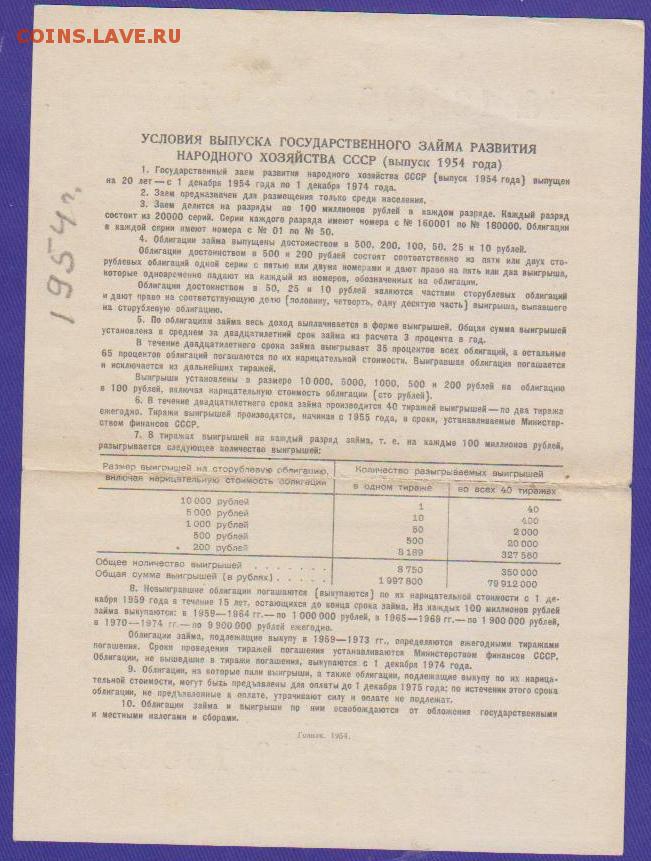 COINS.LAVE.RU
1954г.
УСЛОВИЯ ВЫПУСКА ГОСУДАРСТВЕННОГО ЗАЙМА РАЗВИТИЯ
НАРОДНОГО ХОЗЯЙСТВА СССР (выпуск 1954 года)
1. Государственный заем развития народного хозяйства СССР (выпуск 1954 года) выпущен
на 20 лет — с 1 декабря 1954 года по 1 декабря 1974 года.
2. Заем предназначен для размещения только среди населения.
3. Заем делится на разряды по 100 миллионов рублей в каждом разряде. Каждый разряд
состоит из 20000 серий. Серии каждого разряда имеют номера с № 160001 по № 180000. Облигации
в каждой серии имеют номера с № 01 по № 50.
4. Облигации займа выпущены достоинством в 500, 200, 100, 50, 25 и 10 рублей.
Облигации достоинством в 500 и 200 рублей состоят соответственно из пяти или двух сто-
рублевых облигаций одной серии с пятью или двумя номерами и дают право на пять или два выигрыша,
которые одновременно падают на каждый из номеров, обозначенных на облигации.
Облигации достоинством в 50, 25 и 10 рублей являются частями сторублевых облигаций
и дают право на соответствующую долю (половину, четверть, одну десятую часть) выигрыша, выпавшего
на сторублевую облигацию.
5. По облигациям займа весь доход выплачивается в форме выигрышей. Общая сумма выигрышей
установлена в среднем за двадцатилетний срок займа из расчета 3 процента в год.
В течение двадцатилетнего срока займа выигрывает 35 процентов всех облигаций, а остальные
65 процентов облигаций погашаются по их нарицательной стоимости. Выигравшая облигация погашается
и исключается из дальнейших тиражей.
Выигрыши установлены в размере 10 000, 5000, 1000, 500 и 200 рублей на облигацию
в 100 рублей, включая нарицательную стоимость облигации (сто рублей).
6. В течение двадцатилетнего срока займа производится 40 тиражей выигрышей — по два тиража
ежегодно. Тиражи выигрышей производятся, начиная с 1955 года, в сроки, устанавливаемые Министер-
ством финансов СССР.
7. В тиражах выигрышей на каждый разряд займа, т. е. на каждые 100 миллионов рублей,
разыгрывается следующее количество выигрышей:
Размер выигрышей на сторублевую облигацию, включая нарицательную стоимость облигации
Количество разыгрываемых выигрышей
в одном тираже во всех 40 тиражах
10 000 рублей 1 40
5 000 рублей 10 400
1 000 рублей 50 2 000
500 рублей 500 20 000
200 рублей 8 189 327 560
Общее количество выигрышей . . . . . . . 8 750 350 000
Общая сумма выигрышей (в рублях) . . . . . 1 997 800 79 912 000
8. Невыигравшие облигации погашаются (выкупаются) по их нарицательной стоимости с 1 де-
кабря 1959 года в течение 15 лет, остающихся до конца срока займа. Из каждых 100 миллионов рублей
займа выкупаются: в 1959—1964 гг.— по 1 000 000 рублей, в 1965—1969 гг.— по 1 900 000 рублей,
в 1970—1974 гг.— по 9 900 000 рублей ежегодно.
Облигации займа, подлежащие выкупу в 1959—1973 гг., определяются ежегодными тиражами
погашения. Сроки проведения тиражей погашения устанавливаются Министерством финансов СССР.
Облигации, не вышедшие в тиражи погашения, выкупаются с 1 декабря 1974 года.
9. Облигации, на которые пали выигрыши, а также облигации, подлежащие выкупу по их нарица-
тельной стоимости, могут быть предъявлены для оплаты до 1 декабря 1975 года; по истечении этого срока
облигации, не предъявленные к оплате, утрачивают силу и оплате не подлежат.
10. Облигации займа и выигрыши по ним освобождаются от обложения государственными
и местными налогами и сборами.
Гознак. 1954.